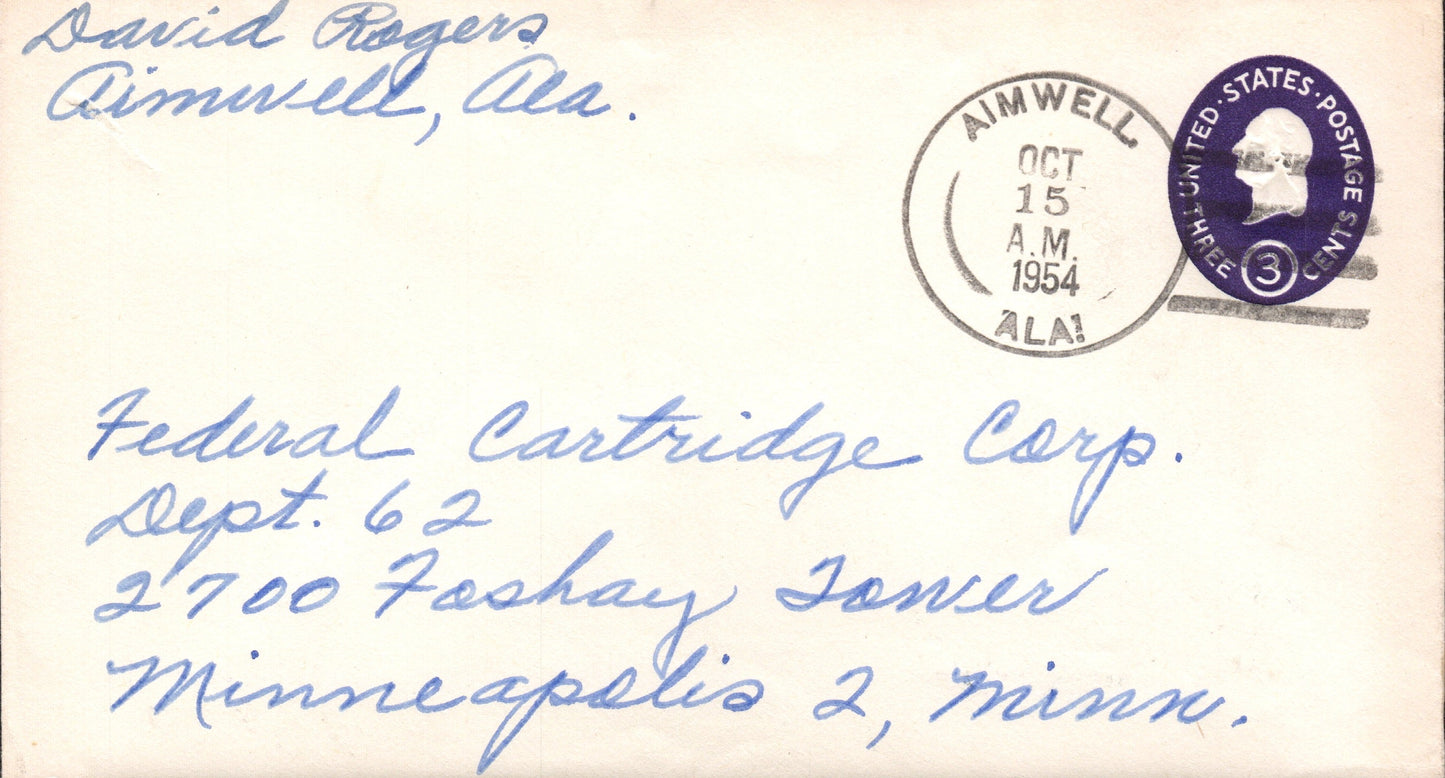 David Rogers
Aimwell, Ala.
AIMWELL
OCT
15
A.M.
1954
ALA.
UNITED·STATES·POSTAGE
THREE 3 CENTS
Federal Cartridge Corp.
Dept. 62
2700 Foshay Tower
Minneapolis 2, Minn.